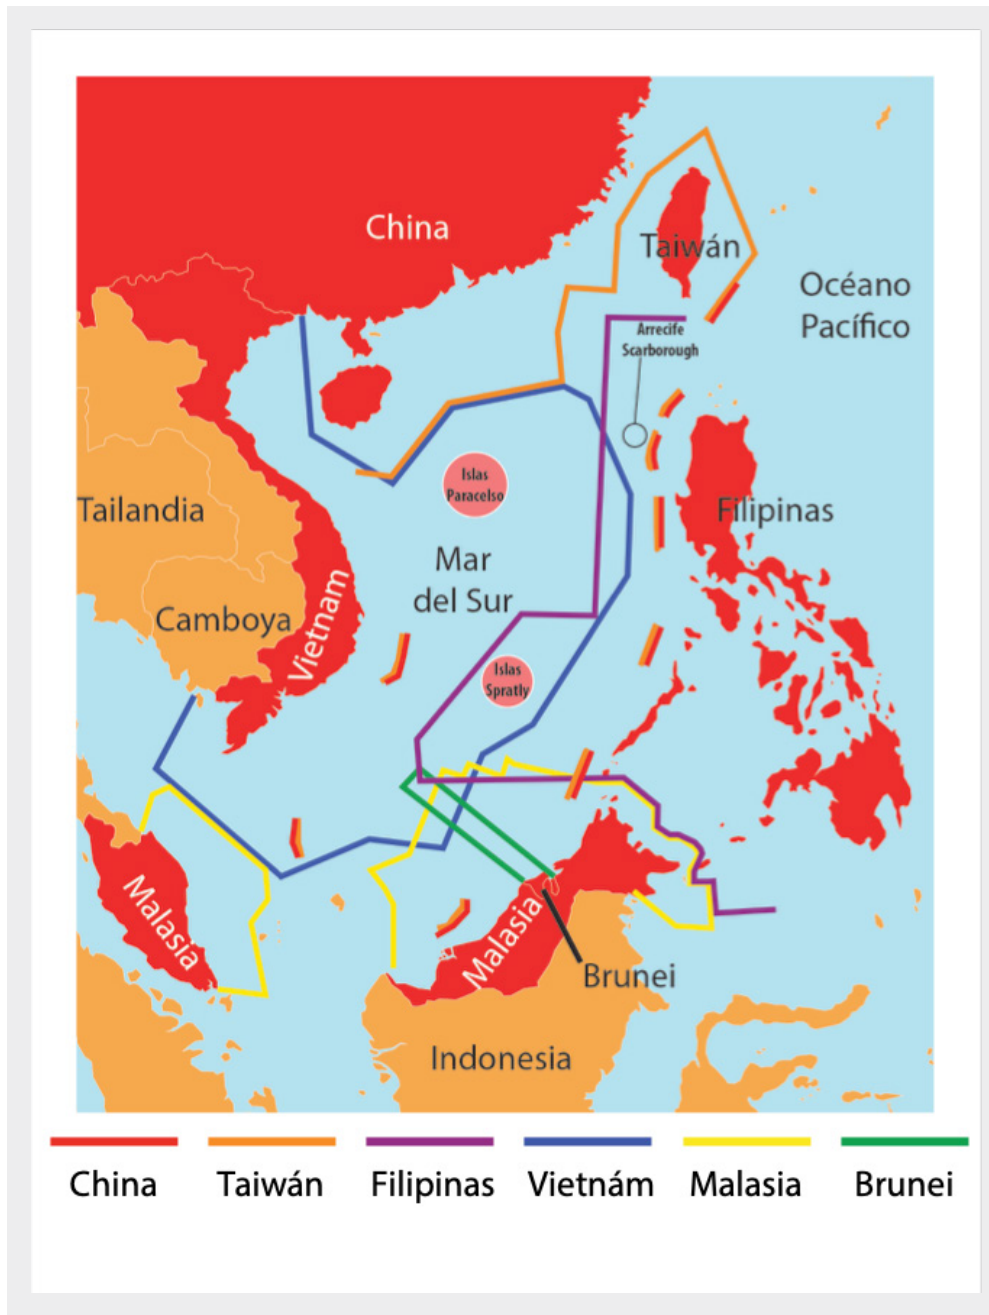 China
Taiwán
Océano
Pacífico
Arrecife
Scarborough
Islas
Paracelso
Tailandia
Filipinas
Mar
del Sur
Camboya
Vietnam
Islas
Spratly
Malasia
Malasia
Brunei
Indonesia
China
Taiwán
Filipinas
Vietnám
Malasia
Brunei